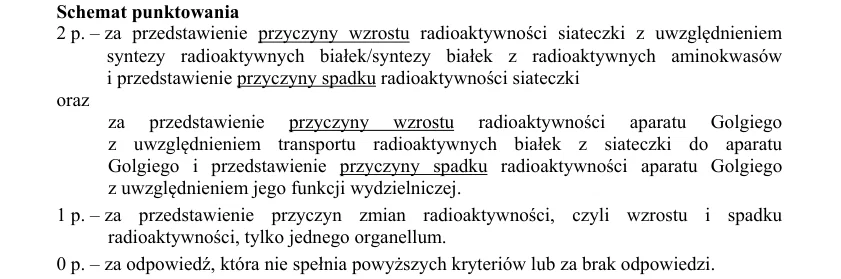 Schemat punktowania
2 p. – za przedstawienie przyczyny wzrostu radioaktywności siateczki z uwzględnieniem
syntezy radioaktywnych białek/syntezy białek z radioaktywnych aminokwasów
i przedstawienie przyczyny spadku radioaktywności siateczki
oraz
za przedstawienie przyczyny wzrostu radioaktywności aparatu Golgiego
z uwzględnieniem transportu radioaktywnych białek z siateczki do aparatu
Golgiego i przedstawienie przyczyny spadku radioaktywności aparatu Golgiego
z uwzględnieniem jego funkcji wydzielniczej.
1 p. – za przedstawienie przyczyn zmian radioaktywności, czyli wzrostu i spadku
radioaktywności, tylko jednego organellum.
0 p. – za odpowiedź, która nie spełnia powyższych kryteriów lub za brak odpowiedzi.